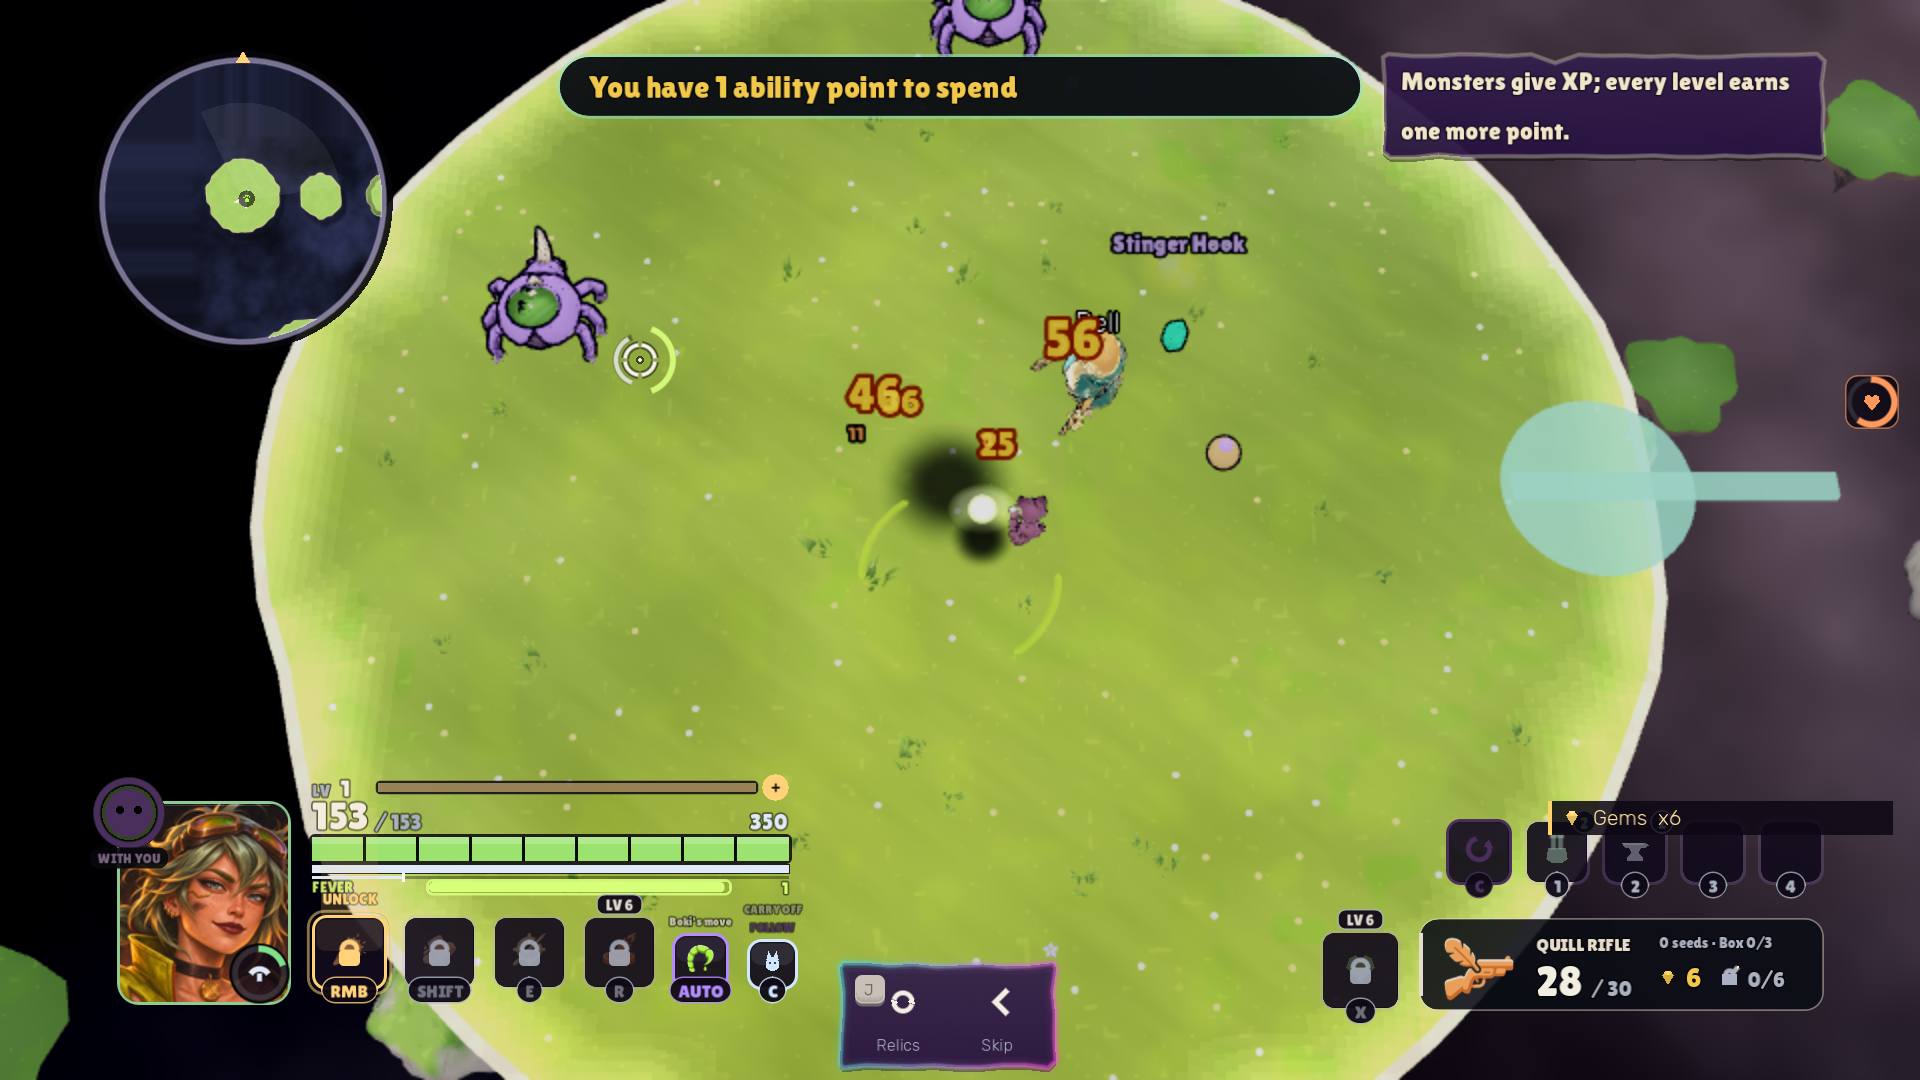 You have 1 ability point to spend
Monsters give XP; every level earns
one more point.
Stinger Hook
56
466
11
25
LV 1
153 / 153
350
WITH YOU
FEVER
1
UNLOCK
LV 6
Boki's move
CARRY OFF
FOLLOW
RMB
SHIFT
E
R
AUTO
C
J
Relics
Skip
Gems x6
C
1
2
3
4
LV 6
X
QUILL RIFLE
0 seeds · Box 0/3
28 / 30
6
0/6